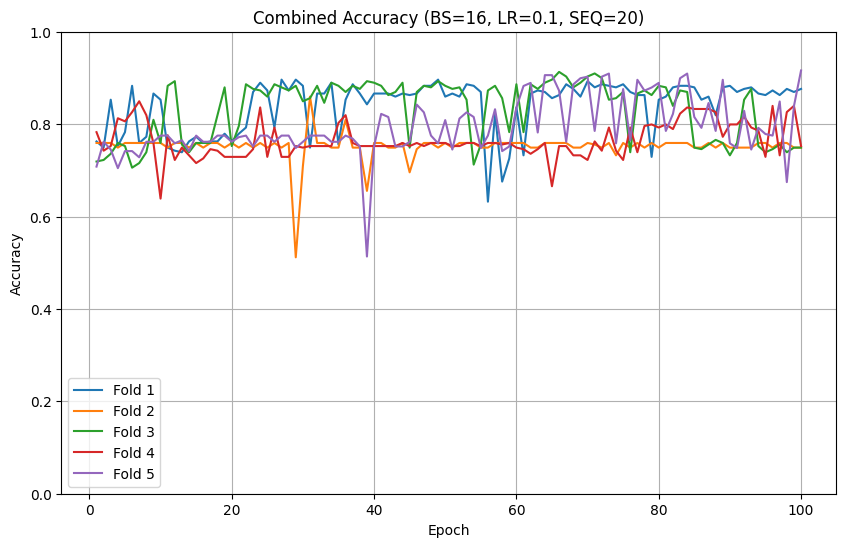 Combined Accuracy (BS=16, LR=0.1, SEQ=20)
1.0
0.8
0.6
0.4
0.2
0.0
Accuracy
Fold 1
Fold 2
Fold 3
Fold 4
Fold 5
0 20 40 60 80 100
Epoch